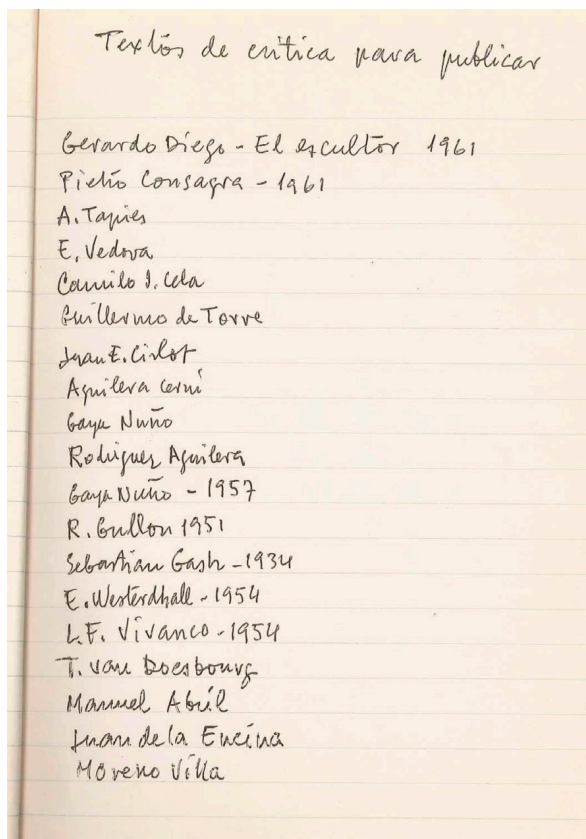 Textos de crítica para publicar
Gerardo Diego - El escultor 1961
Pietro Consagra - 1961
A. Tapies
E. Vedova
Camilo J. Cela
Guillermo de Torre
Juan E. Cirlot
Aguilera Cerni
Gaya Nuño
Rodriguez Aguilera
Gaya Nuño - 1957
R. Gullon 1951
Sebastian Gash - 1934
E. Westerdhall - 1954
L.F. Vivanco - 1954
T. van Doesbourg
Manuel Abril
Juan de la Encina
Moreno Villa